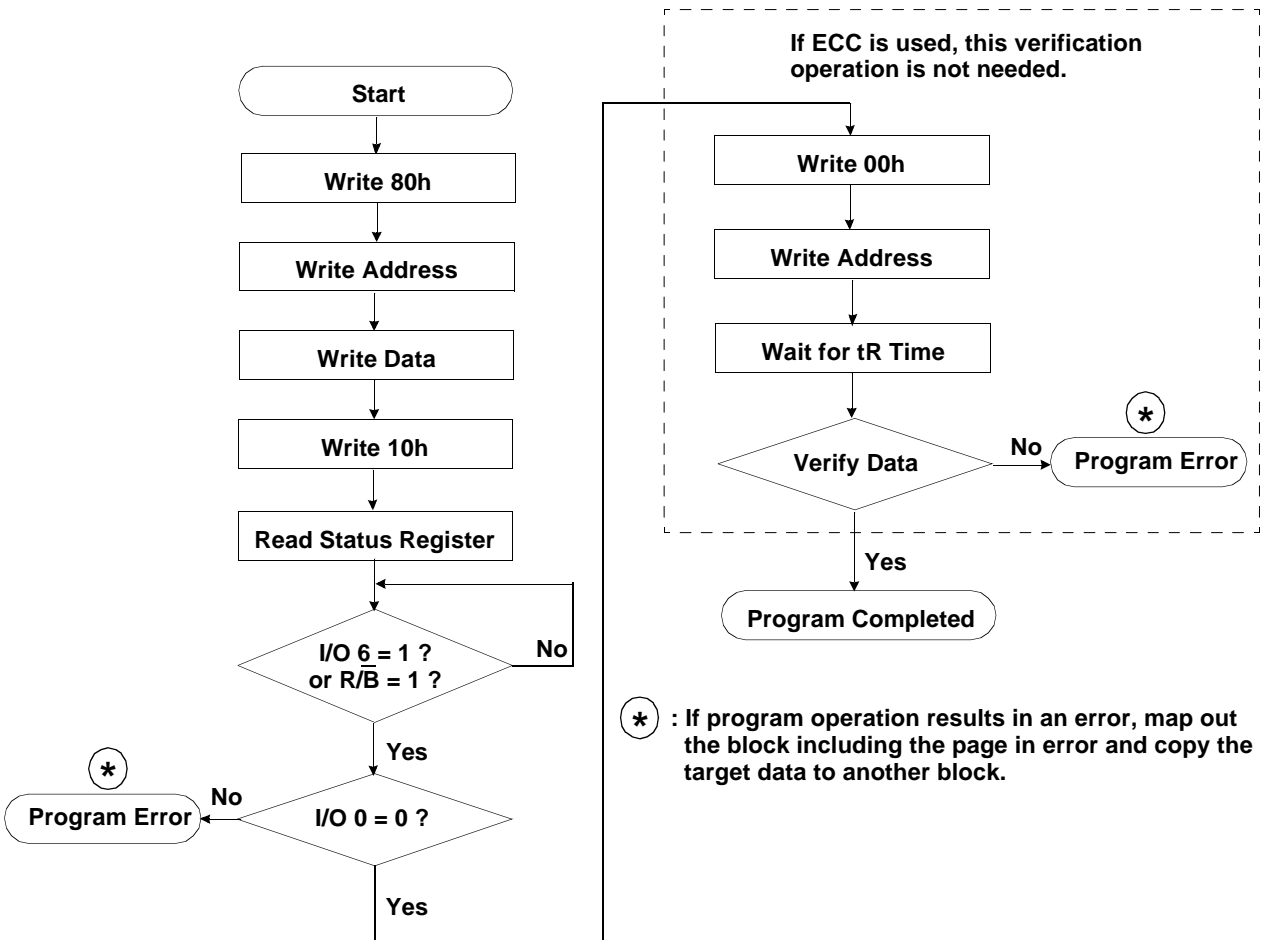 Start
Write 80h
Write Address
Write Data
Write 10h
Read Status Register
I/O 6 = 1 ?
or R/B̅ = 1 ?
No
Yes
*
No
Program Error
I/O 0 = 0 ?
Yes
If ECC is used, this verification
operation is not needed.
Write 00h
Write Address
Wait for tR Time
*
Verify Data
No
Program Error
Yes
Program Completed
* : If program operation results in an error, map out
the block including the page in error and copy the
target data to another block.